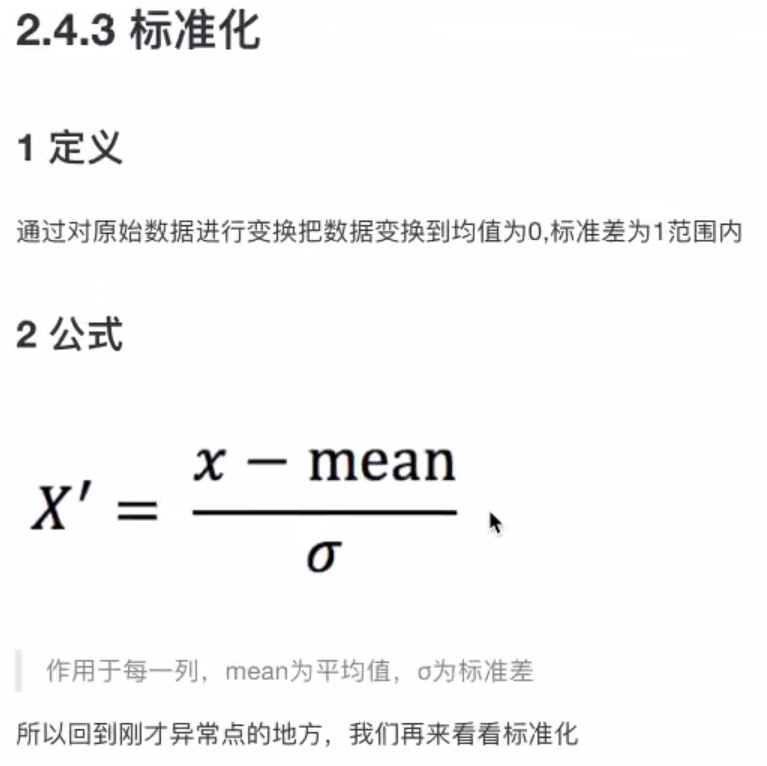 2.4.3 标准化
1 定义
通过对原始数据进行变换把数据变换到均值为0,标准差为1范围内
2 公式
X′ = (x − mean) / σ
作用于每一列，mean为平均值，σ为标准差
所以回到刚才异常点的地方，我们再来看看标准化